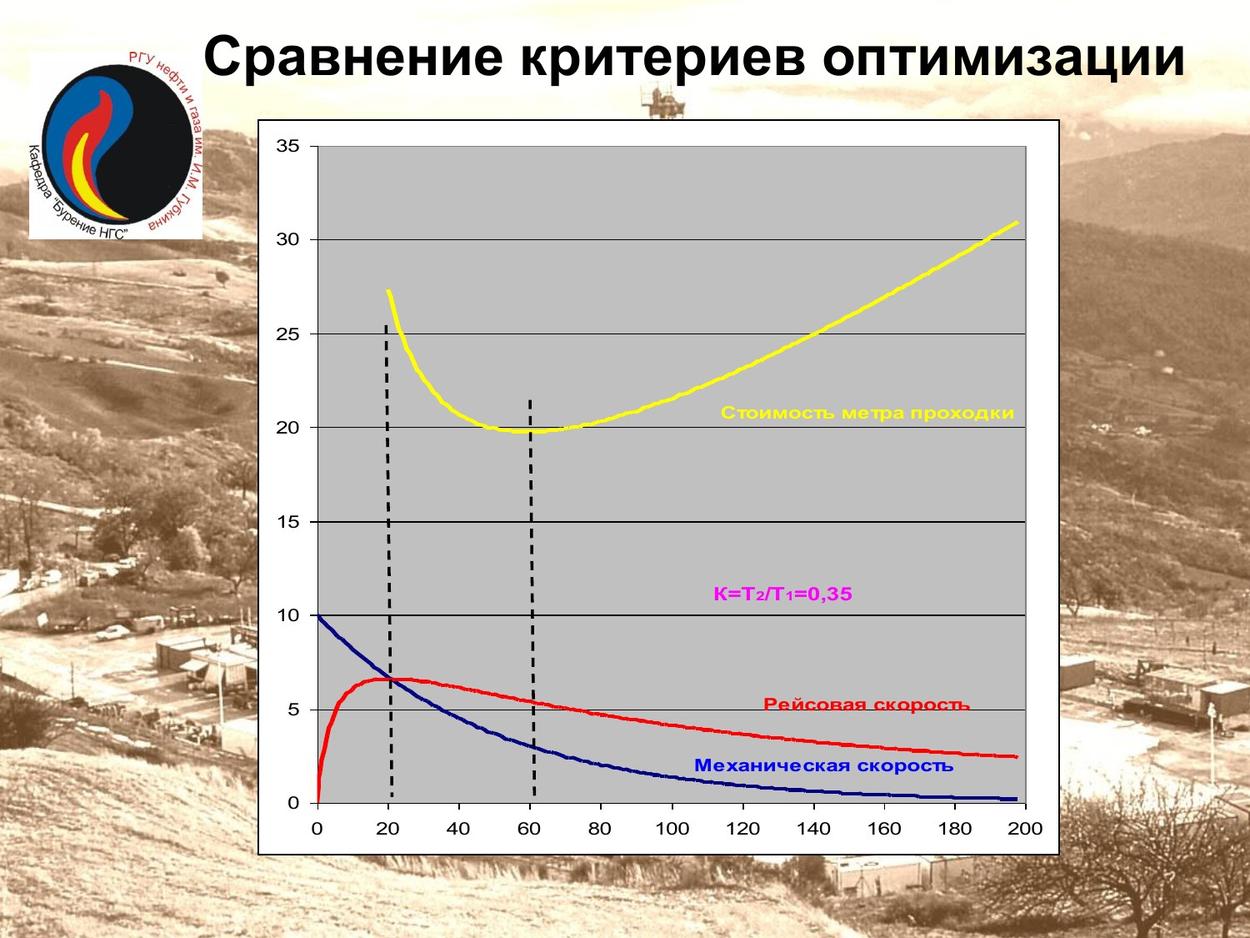 Сравнение критериев оптимизации
РГУ нефти и газа им. И.М. Губкина
Кафедра "Бурение НГС"
35
30
25
20
15
10
5
0
Стоимость метра проходки
К=Т₂/Т₁=0,35
Рейсовая скорость
Механическая скорость
0 20 40 60 80 100 120 140 160 180 200